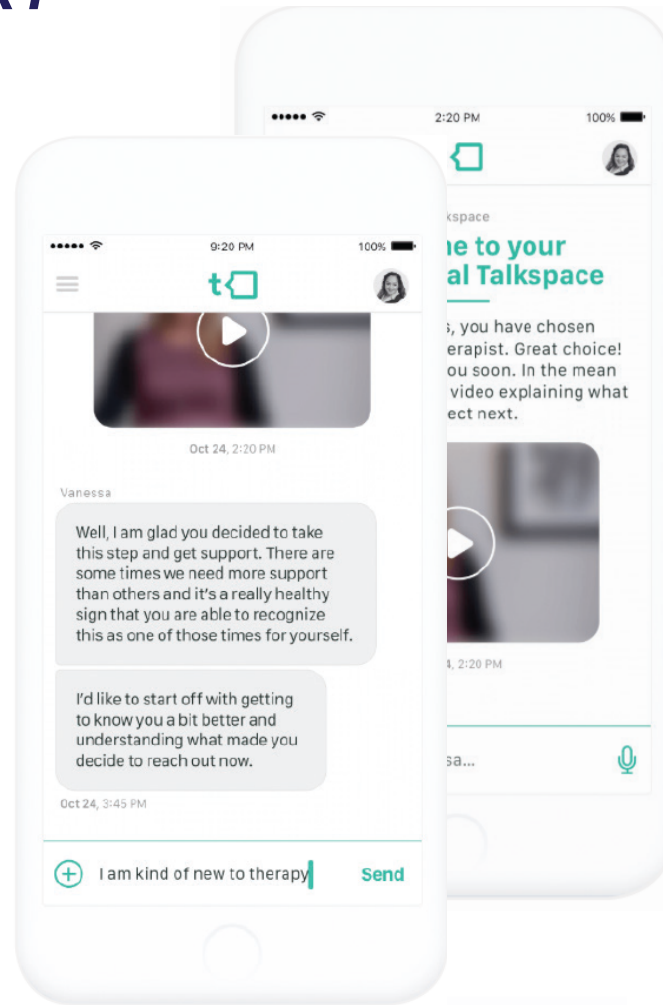 2:20 PM
100%
kspace
ne to your
al Talkspace
s, you have chosen
erapist. Great choice!
ou soon. In the mean
video explaining what
ect next.
4, 2:20 PM
sa...
9:20 PM
100%
t
Oct 24, 2:20 PM
Vanessa
Well, I am glad you decided to take
this step and get support. There are
some times we need more support
than others and it's a really healthy
sign that you are able to recognize
this as one of those times for yourself.
I'd like to start off with getting
to know you a bit better and
understanding what made you
decide to reach out now.
Oct 24, 3:45 PM
I am kind of new to therapy
Send